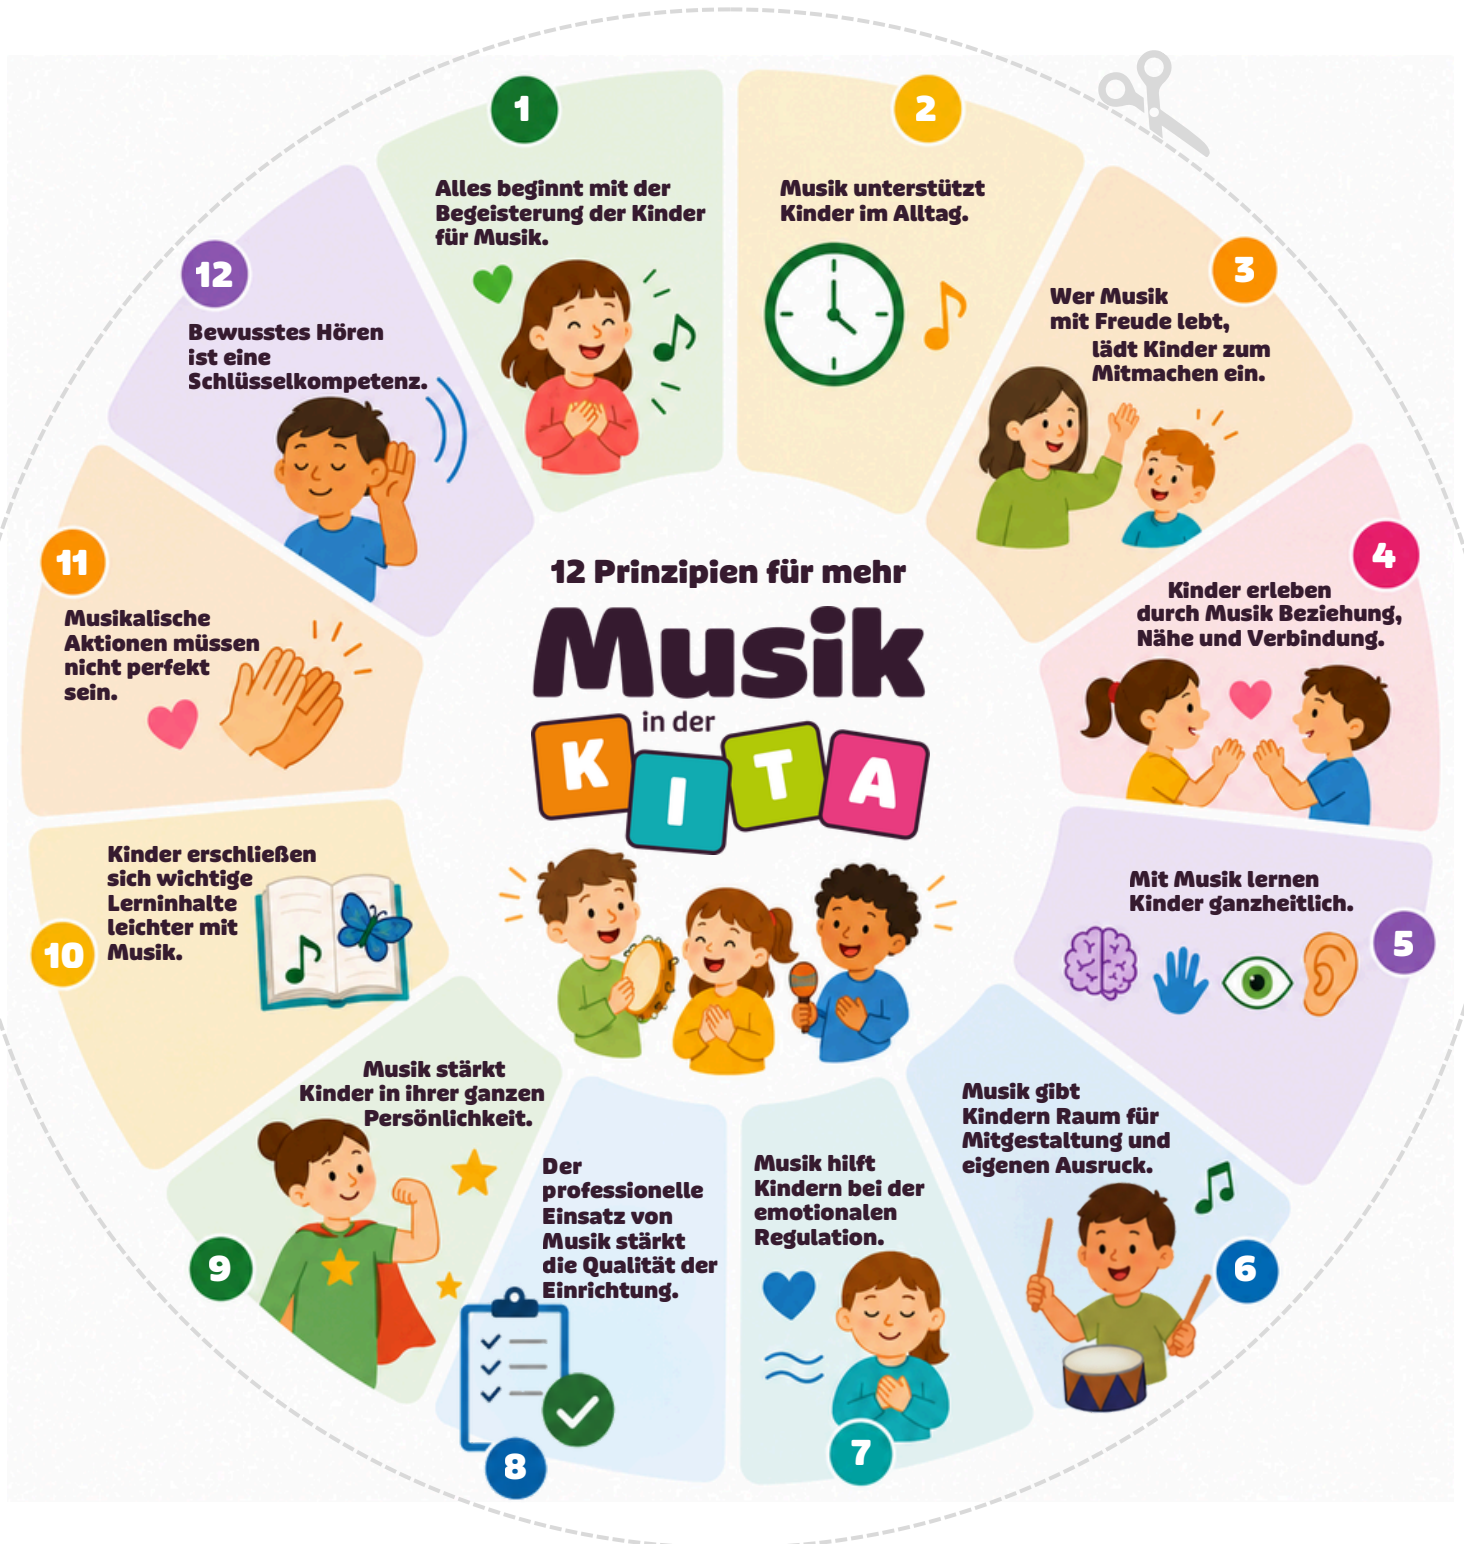 12 Prinzipien für mehr
Musik
in der
KITA
1
Alles beginnt mit der
Begeisterung der Kinder
für Musik.
2
Musik unterstützt
Kinder im Alltag.
3
Wer Musik
mit Freude lebt,
lädt Kinder zum
Mitmachen ein.
4
Kinder erleben
durch Musik Beziehung,
Nähe und Verbindung.
5
Mit Musik lernen
Kinder ganzheitlich.
6
Musik gibt
Kindern Raum für
Mitgestaltung und
eigenen Ausruck.
7
Musik hilft
Kindern bei der
emotionalen
Regulation.
8
Der
professionelle
Einsatz von
Musik stärkt
die Qualität der
Einrichtung.
9
Musik stärkt
Kinder in ihrer ganzen
Persönlichkeit.
10
Kinder erschließen
sich wichtige
Lerninhalte
leichter mit
Musik.
11
Musikalische
Aktionen müssen
nicht perfekt
sein.
12
Bewusstes Hören
ist eine
Schlüsselkompetenz.